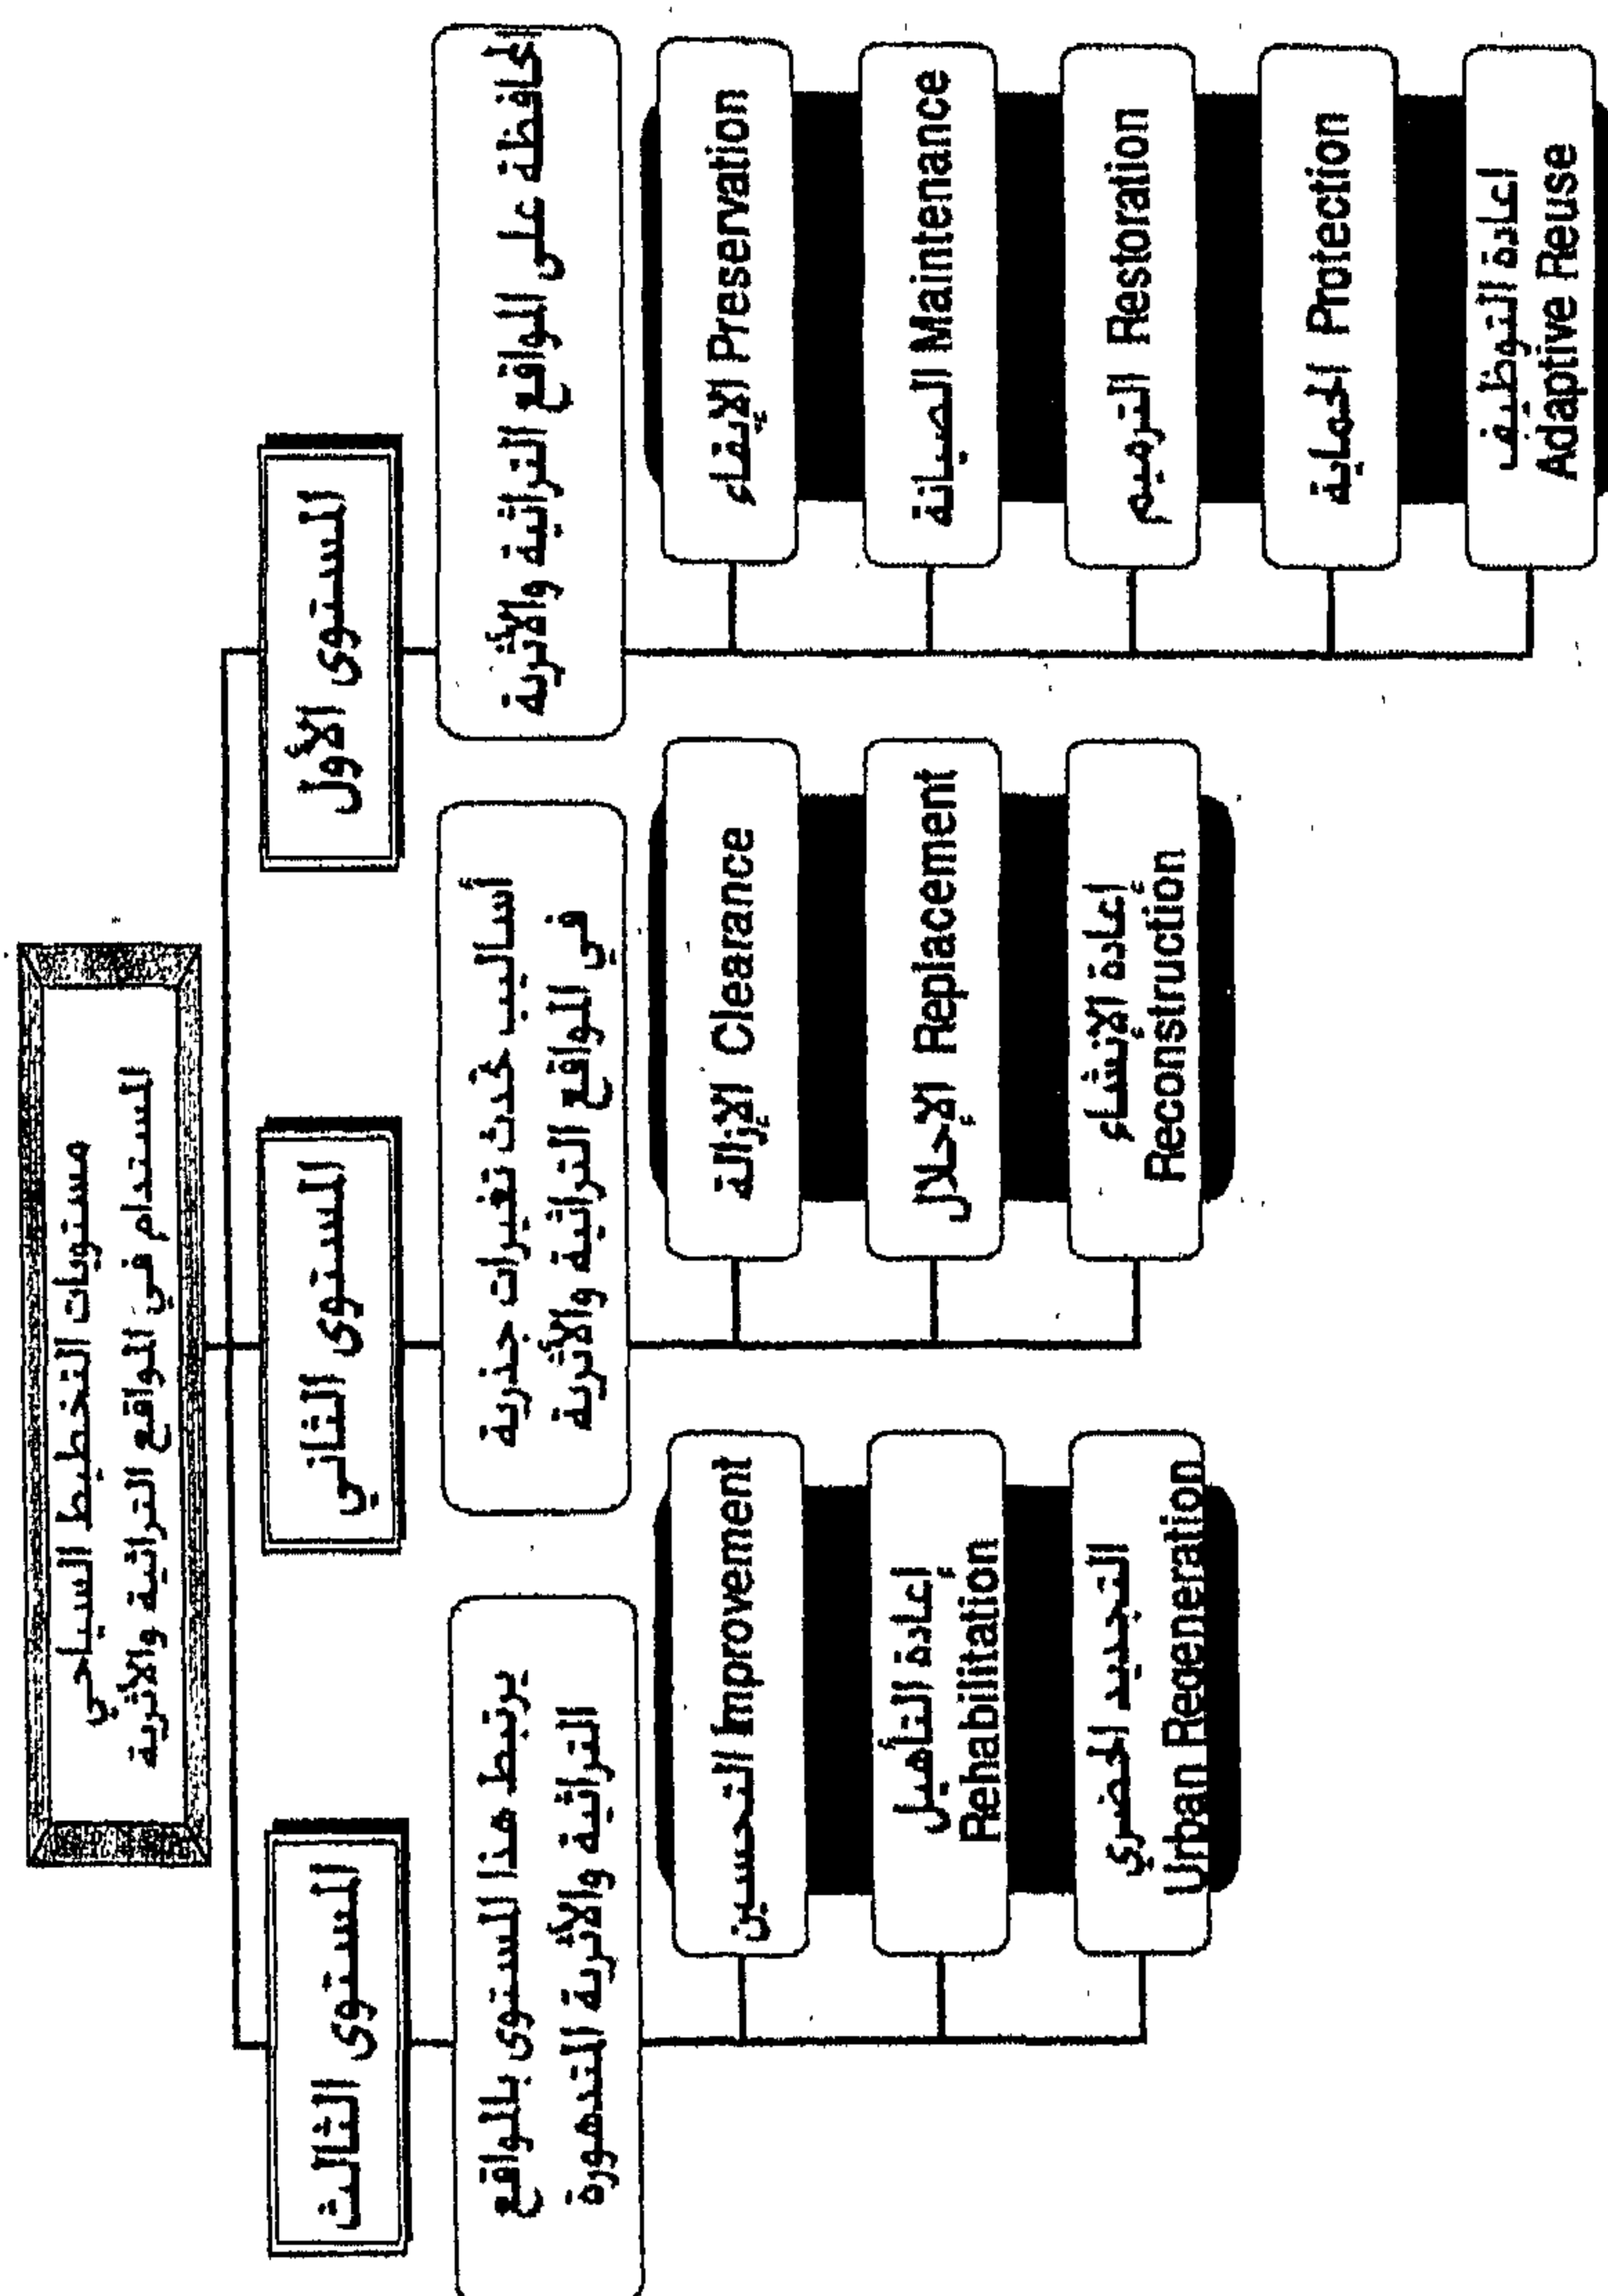 مستويات التخطيط السياحي
المستدام في المواقع التراثية والأثرية
المستوى الأول
المحافظة على المواقع التراثية والأثرية
الإبقاء Preservation
الصيانة Maintenance
الترميم Restoration
الحماية Protection
اعادة التوظيف
Adaptive Reuse
المستوى الثاني
أساليب تحدث تغيرات جذرية
في المواقع التراثية والأثرية
الإزالة Clearance
الإحلال Replacement
إعادة الإنشاء
Reconstruction
المستوى الثالث
يرتبط هذا المستوى بالمواقع
التراثية والأثرية المتدهورة
التحسين Improvement
إعادة التأهيل
Rehabilitation
التجديد الحضري
Urban Regeneration